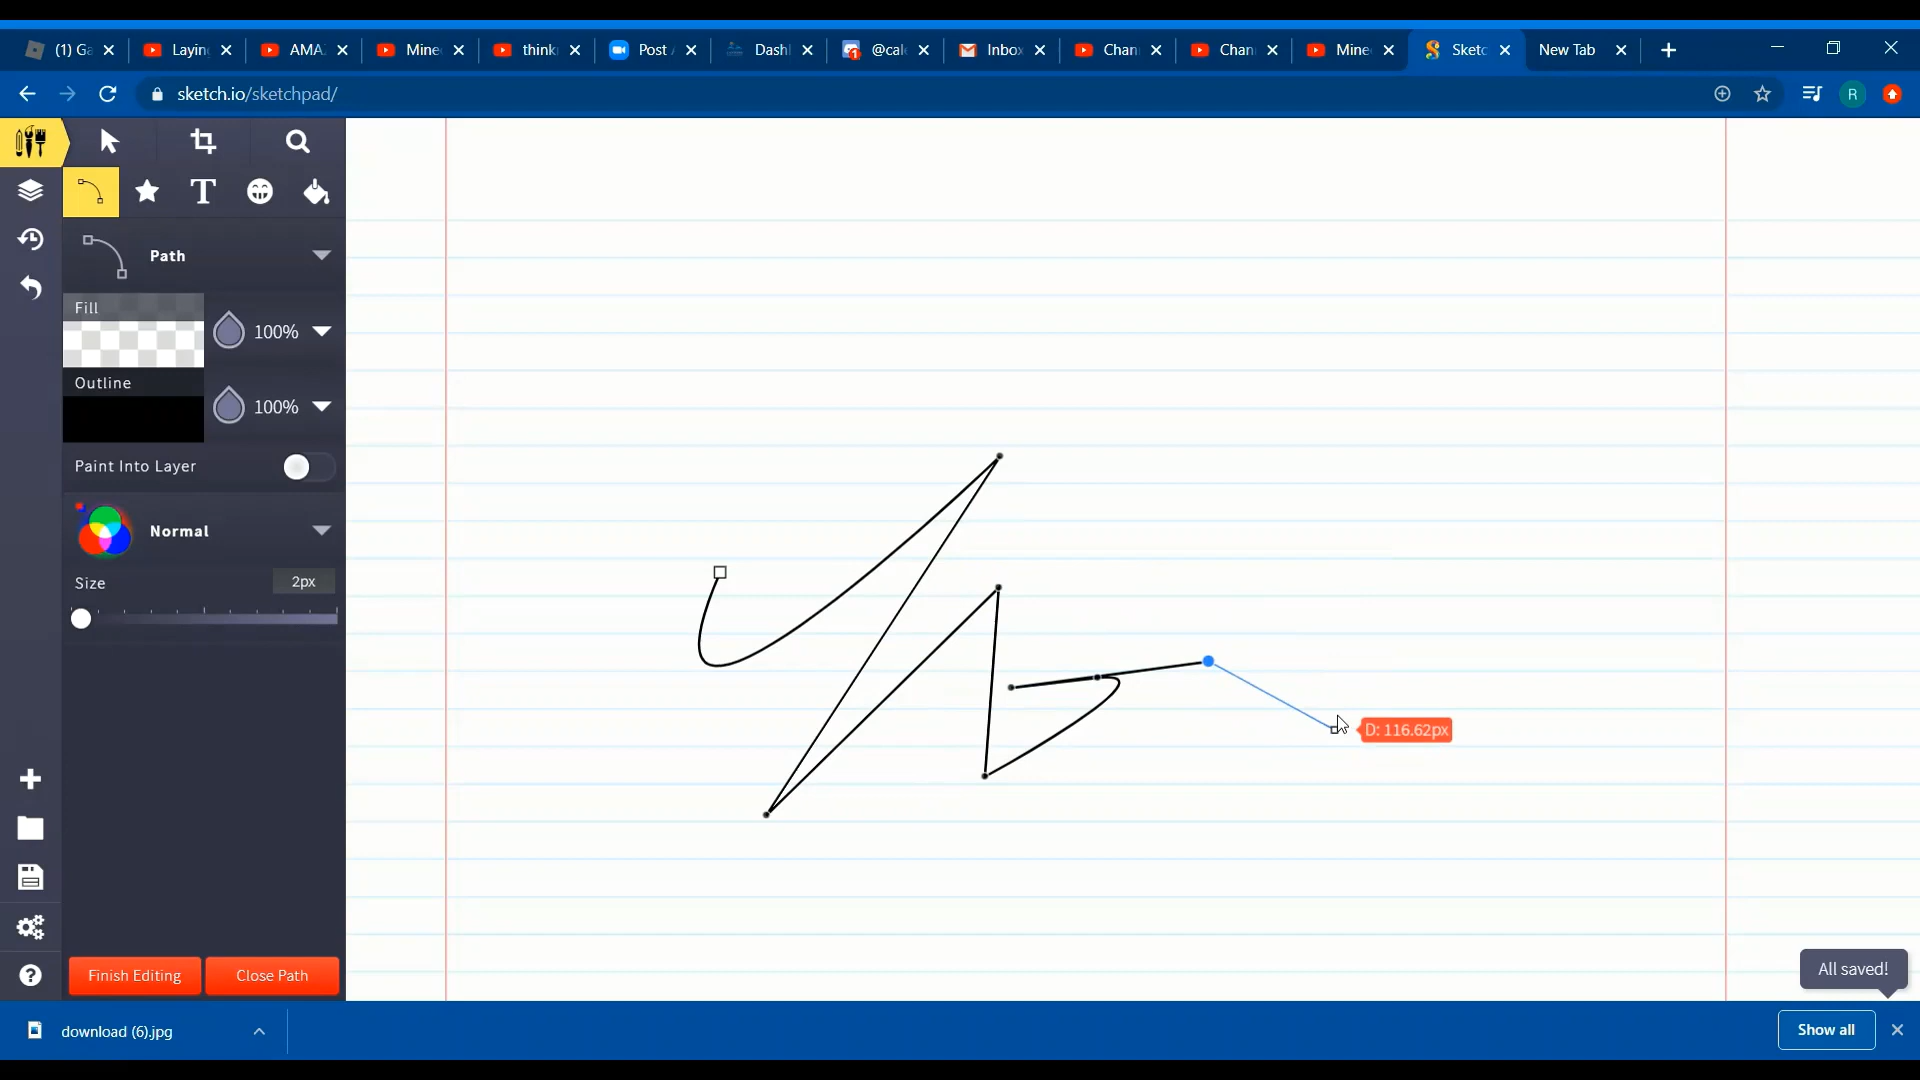 (1) Ga
Layin
AMA
Mine
think
Post
Dash
@cal
Inbox
Chan
Chan
Mine
Sketc
New Tab
sketch.io/sketchpad/
R
T
Path
Fill
100%
Outline
100%
Paint Into Layer
Normal
Size
2px
D: 116.62px
Finish Editing
Close Path
All saved!
download (6).jpg
Show all